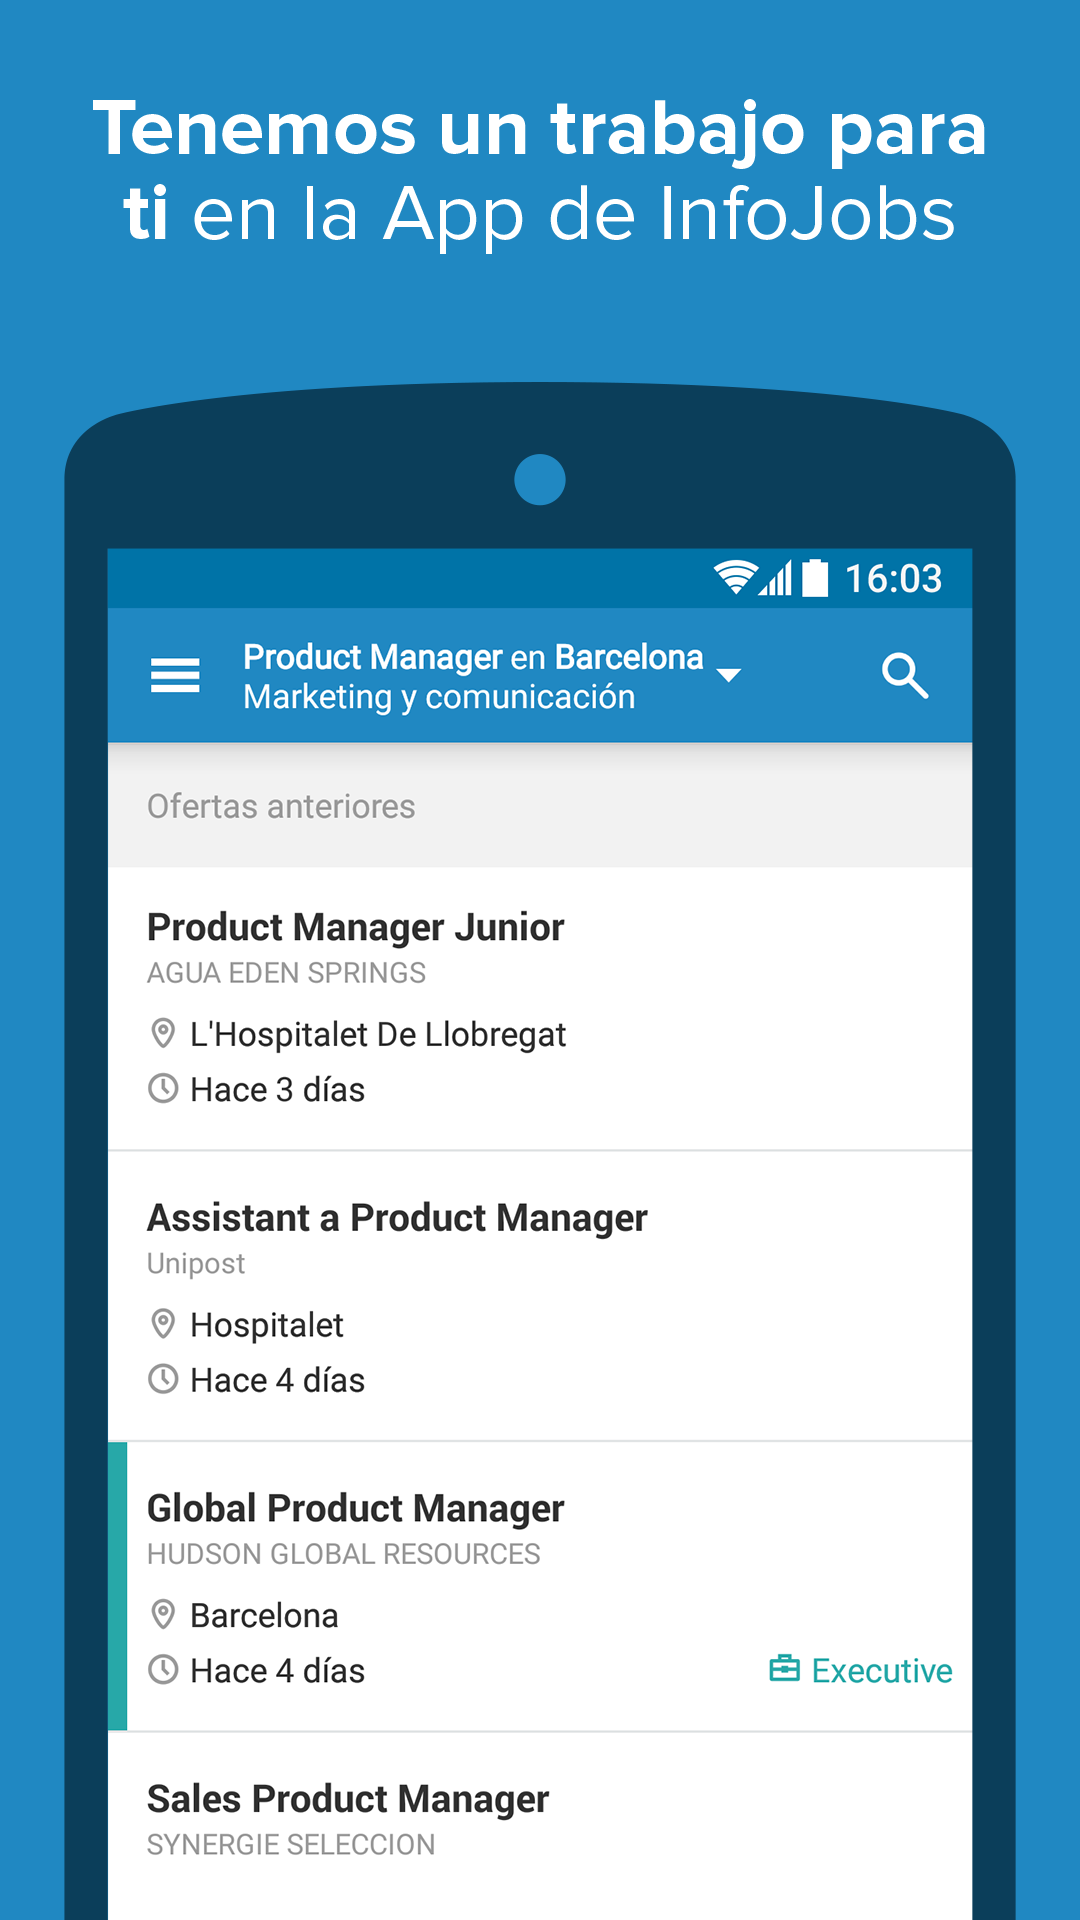 Tenemos un trabajo para
ti en la App de InfoJobs
16:03
Product Manager en Barcelona
Marketing y comunicación
Ofertas anteriores
Product Manager Junior
AGUA EDEN SPRINGS
L'Hospitalet De Llobregat
Hace 3 días
Assistant a Product Manager
Unipost
Hospitalet
Hace 4 días
Global Product Manager
HUDSON GLOBAL RESOURCES
Barcelona
Hace 4 días
Executive
Sales Product Manager
SYNERGIE SELECCION